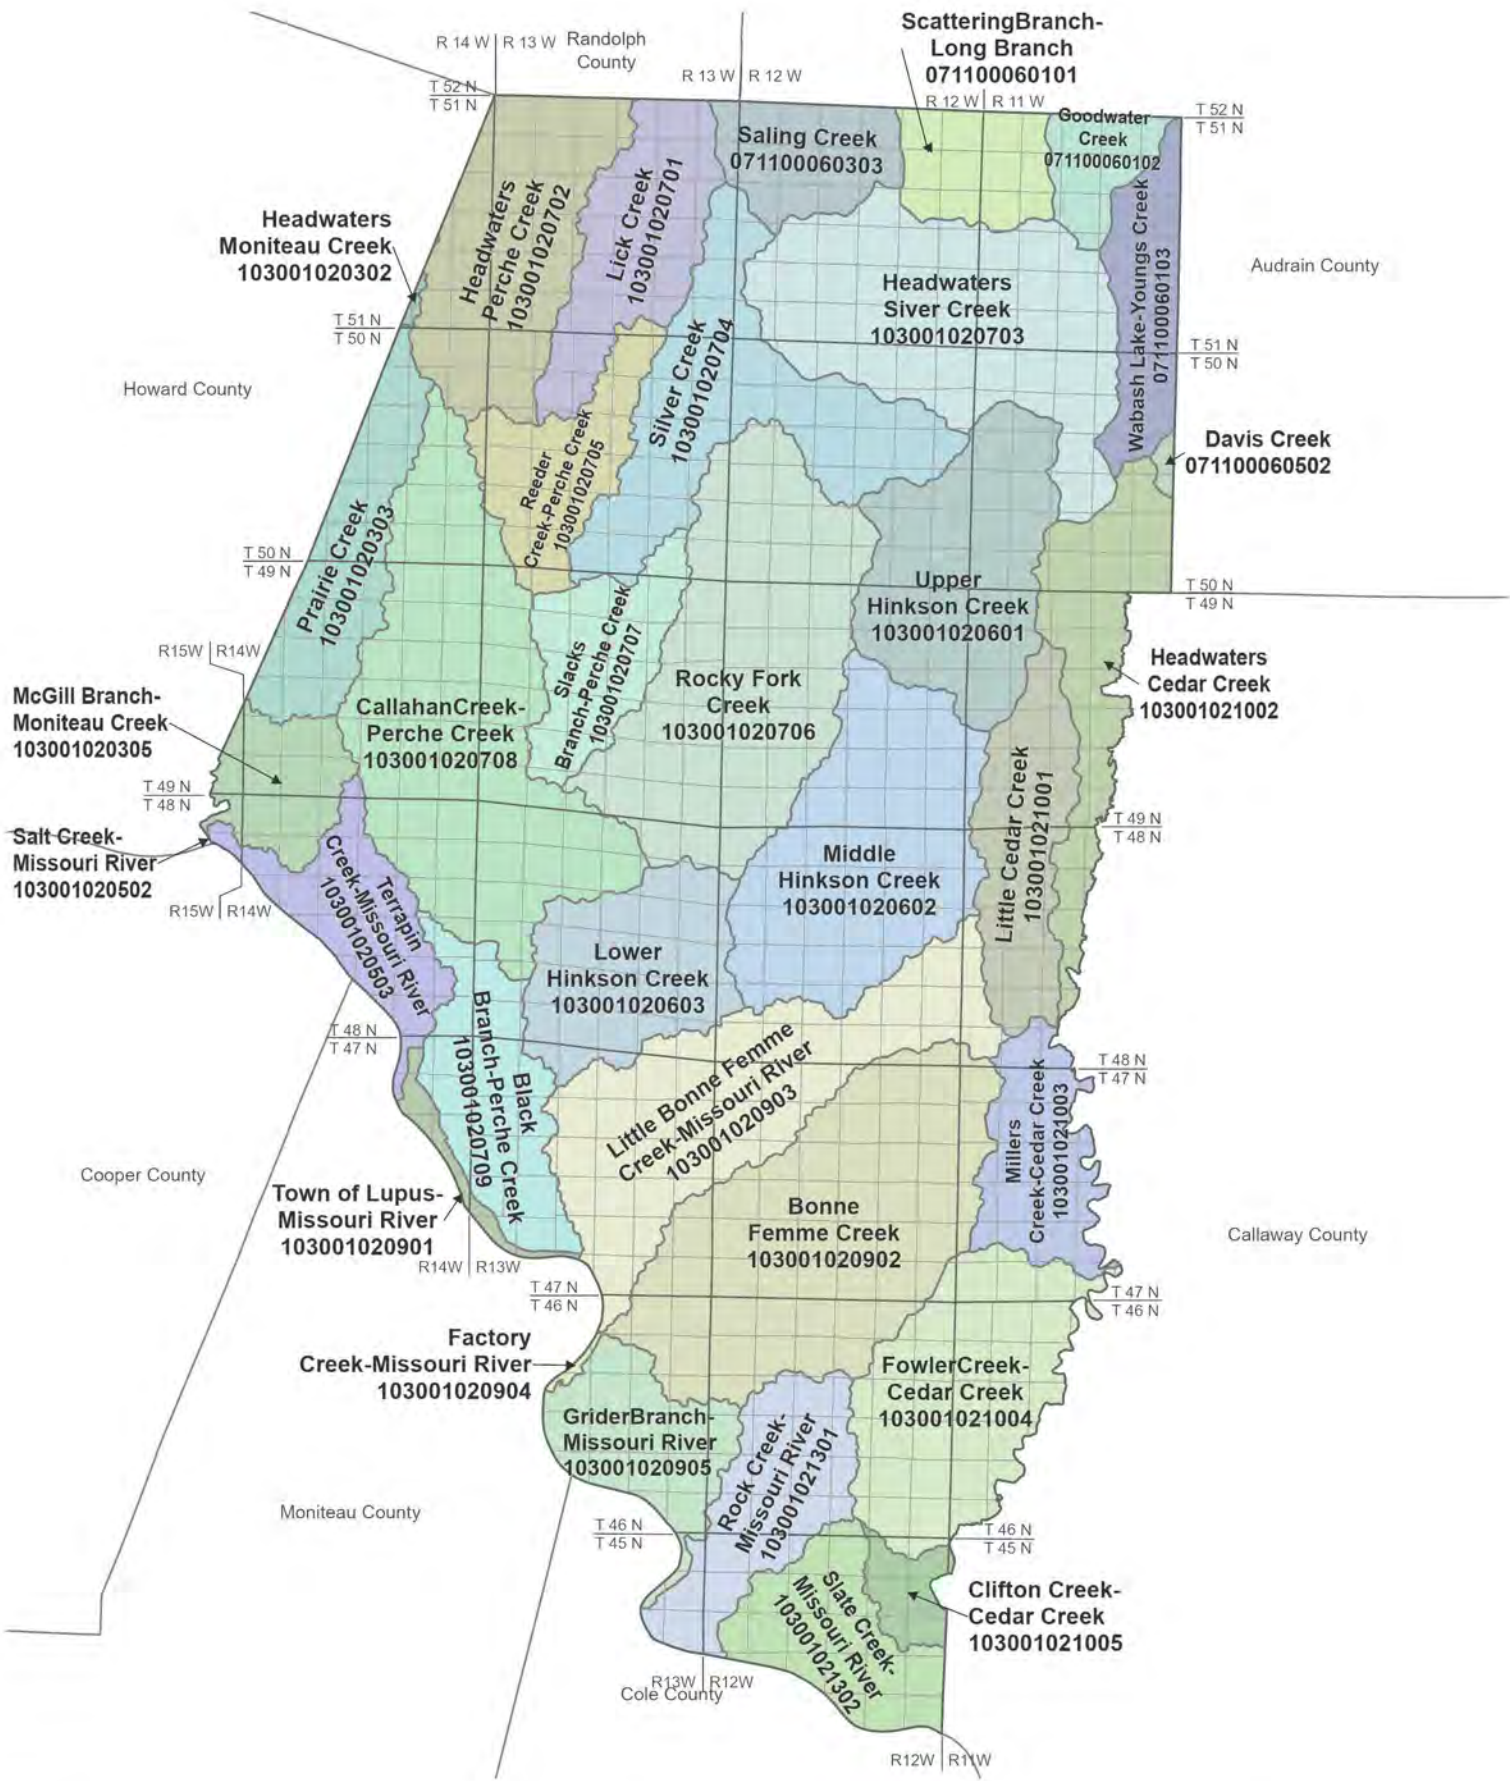 ScatteringBranch-
Long Branch
071100060101
R 14 W R 13 W
Randolph
County
R 13 W R 12 W
R 12 W R 11 W
T 52 N
T 51 N
T 52 N
T 51 N
Goodwater
Creek
071100060102
Saling Creek
071100060303
Headwaters
Perche Creek
103001020702
Lick Creek
103001020701
Headwaters
Moniteau Creek
103001020302
Wabash Lake-Youngs Creek
071100060103
Audrain County
Headwaters
Siver Creek
103001020703
T 51 N
T 50 N
T 51 N
T 50 N
Howard County
Silver Creek
103001020704
Reeder
Creek-Perche Creek
103001020705
Davis Creek
071100060502
Prairie Creek
103001020303
T 50 N
T 49 N
T 50 N
T 49 N
Upper
Hinkson Creek
103001020601
Slacks
Branch-Perche Creek
103001020707
R15W R14W
Headwaters
Cedar Creek
103001021002
McGill Branch-
Moniteau Creek
103001020305
CallahanCreek-
Perche Creek
103001020708
Rocky Fork
Creek
103001020706
T 49 N
T 48 N
T 49 N
T 48 N
Little Cedar Creek
103001021001
Salt Creek-
Missouri River
103001020502
Middle
Hinkson Creek
103001020602
Terrapin
Creek-Missouri River
103001020503
R15W R14W
Lower
Hinkson Creek
103001020603
T 48 N
T 47 N
T 48 N
T 47 N
Black
Branch-Perche Creek
103001020709
Little Bonne Femme
Creek-Missouri River
103001020903
Millers
Creek-Cedar Creek
103001021003
Cooper County
Town of Lupus-
Missouri River
103001020901
Bonne
Femme Creek
103001020902
Callaway County
R14W R13W
T 47 N
T 46 N
T 47 N
T 46 N
Factory
Creek-Missouri River
103001020904
FowlerCreek-
Cedar Creek
103001021004
GriderBranch-
Missouri River
103001020905
Rock Creek-
Missouri River
103001021301
Moniteau County
T 46 N
T 45 N
T 46 N
T 45 N
Slate Creek-
Missouri River
103001021302
Clifton Creek-
Cedar Creek
103001021005
R13W R12W
Cole County
R12W R11W